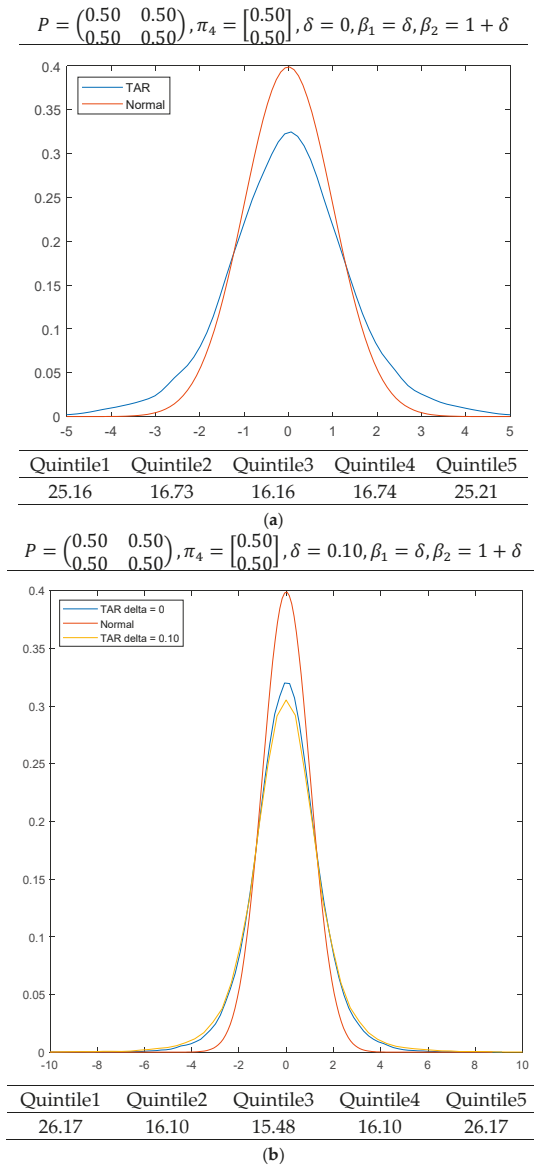 P = (0.50 0.50
0.50 0.50), π₄ = [0.50
0.50], δ = 0, β₁ = δ, β₂ = 1 + δ
0.4
TAR
Normal
0.35
0.3
0.25
0.2
0.15
0.1
0.05
0
-5 -4 -3 -2 -1 0 1 2 3 4 5
Quintile1 Quintile2 Quintile3 Quintile4 Quintile5
25.16 16.73 16.16 16.74 25.21
(a)
P = (0.50 0.50
0.50 0.50), π₄ = [0.50
0.50], δ = 0.10, β₁ = δ, β₂ = 1 + δ
0.4
TAR delta = 0
Normal
TAR delta = 0.10
0.35
0.3
0.25
0.2
0.15
0.1
0.05
0
-10 -8 -6 -4 -2 0 2 4 6 8 10
Quintile1 Quintile2 Quintile3 Quintile4 Quintile5
26.17 16.10 15.48 16.10 26.17
(b)